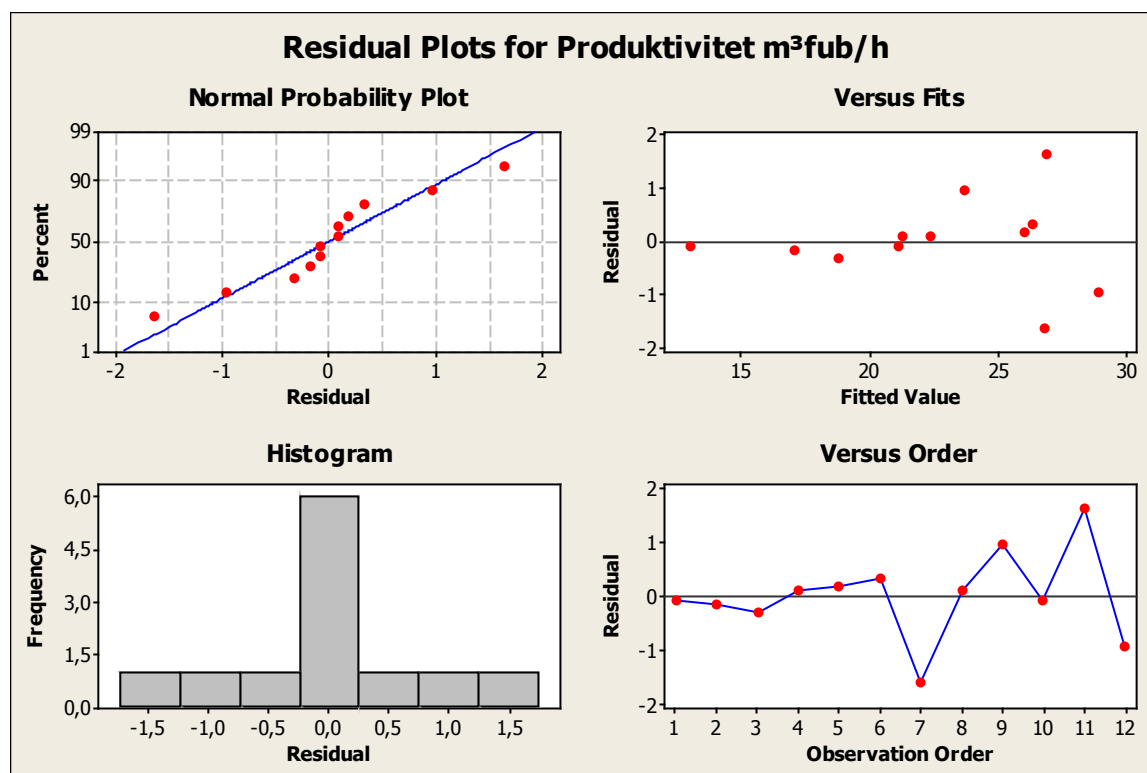 Residual Plots for Produktivitet m³fub/h
Normal Probability Plot
Percent
99
90
50
10
1
-2 -1 0 1 2
Residual
Versus Fits
Residual
2
1
0
-1
-2
15 20 25 30
Fitted Value
Histogram
Frequency
6,0
4,5
3,0
1,5
0,0
-1,5 -1,0 -0,5 0,0 0,5 1,0 1,5
Residual
Versus Order
Residual
2
1
0
-1
-2
1 2 3 4 5 6 7 8 9 10 11 12
Observation Order